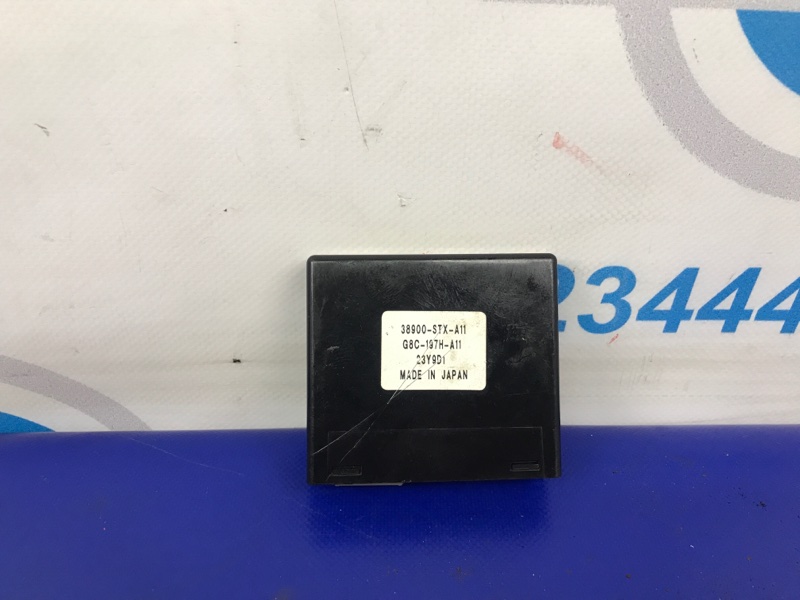 38900-STX-A11
G8C-197H-A11
23Y9D1
MADE IN JAPAN
23444